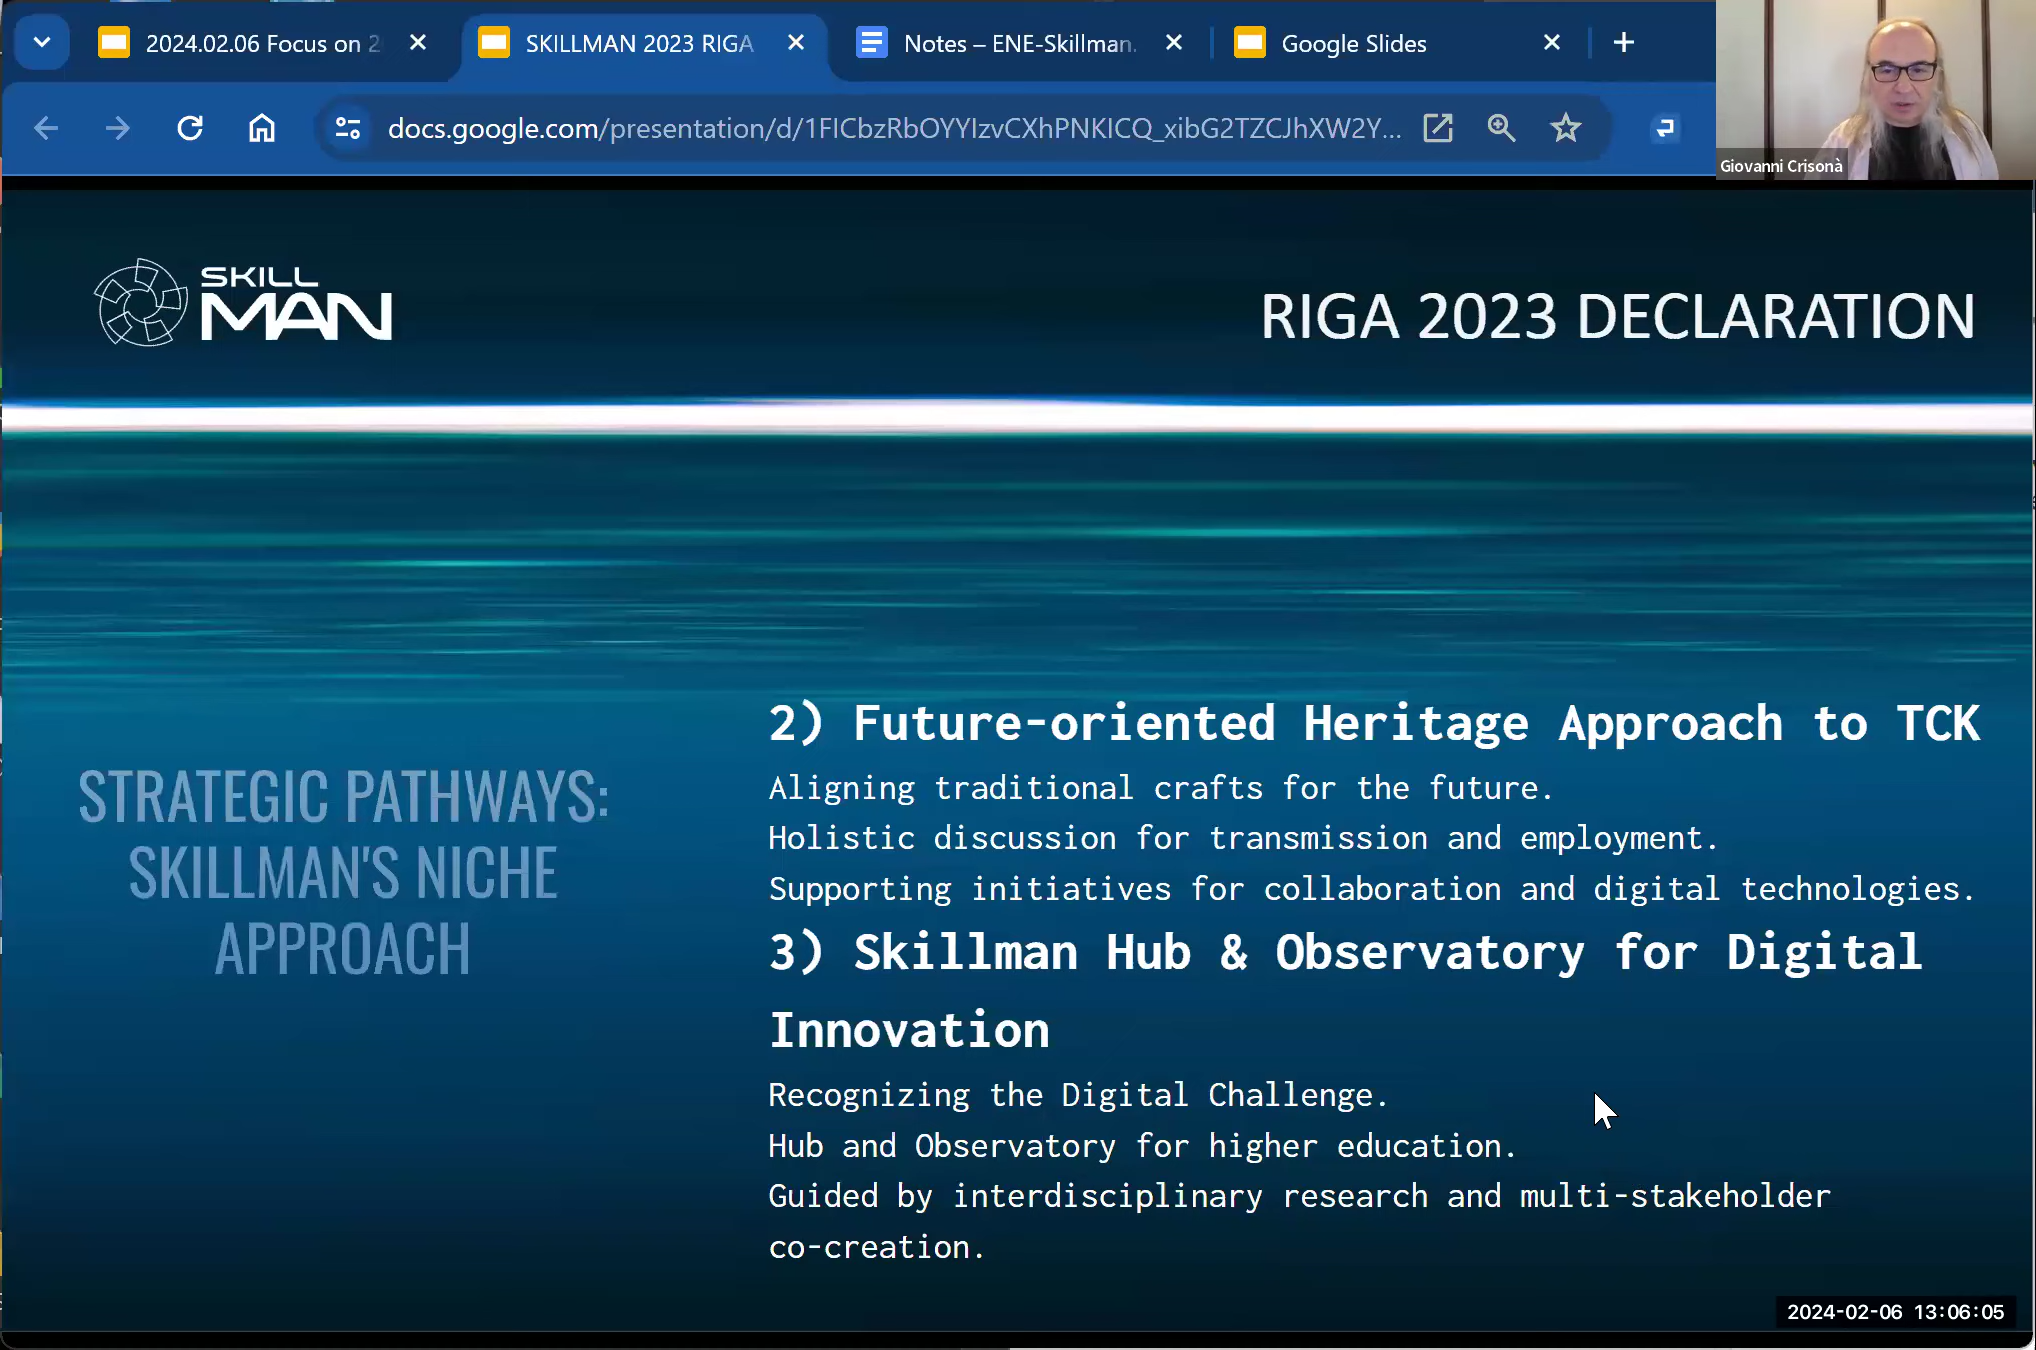 2024.02.06 Focus on 2
SKILLMAN 2023 RIGA
Notes – ENE-Skillman.
Google Slides
docs.google.com/presentation/d/1FICbzRbOYYIzvCXhPNKICQ_xibG2TZCJhXW2Y...
Giovanni Crisonà
SKILL
MAN
RIGA 2023 DECLARATION
STRATEGIC PATHWAYS:
SKILLMAN'S NICHE
APPROACH
2) Future-oriented Heritage Approach to TCK
Aligning traditional crafts for the future.
Holistic discussion for transmission and employment.
Supporting initiatives for collaboration and digital technologies.
3) Skillman Hub & Observatory for Digital
Innovation
Recognizing the Digital Challenge.
Hub and Observatory for higher education.
Guided by interdisciplinary research and multi-stakeholder
co-creation.
2024-02-06 13:06:05